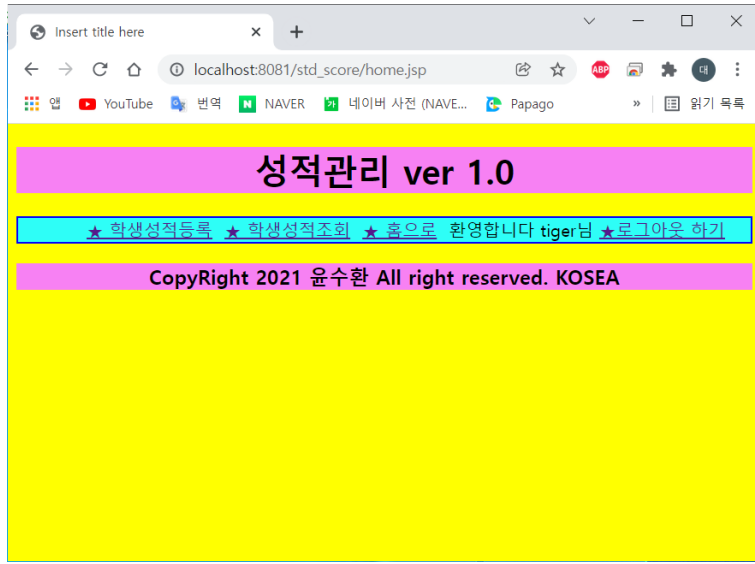 Insert title here
localhost:8081/std_score/home.jsp
ABP
대
앱 YouTube 번역 NAVER 네이버 사전 (NAVE... Papago » 읽기 목록
성적관리 ver 1.0
★ 학생성적등록 ★ 학생성적조회 ★ 홈으로 환영합니다 tiger님 ★로그아웃 하기
CopyRight 2021 윤수환 All right reserved. KOSEA